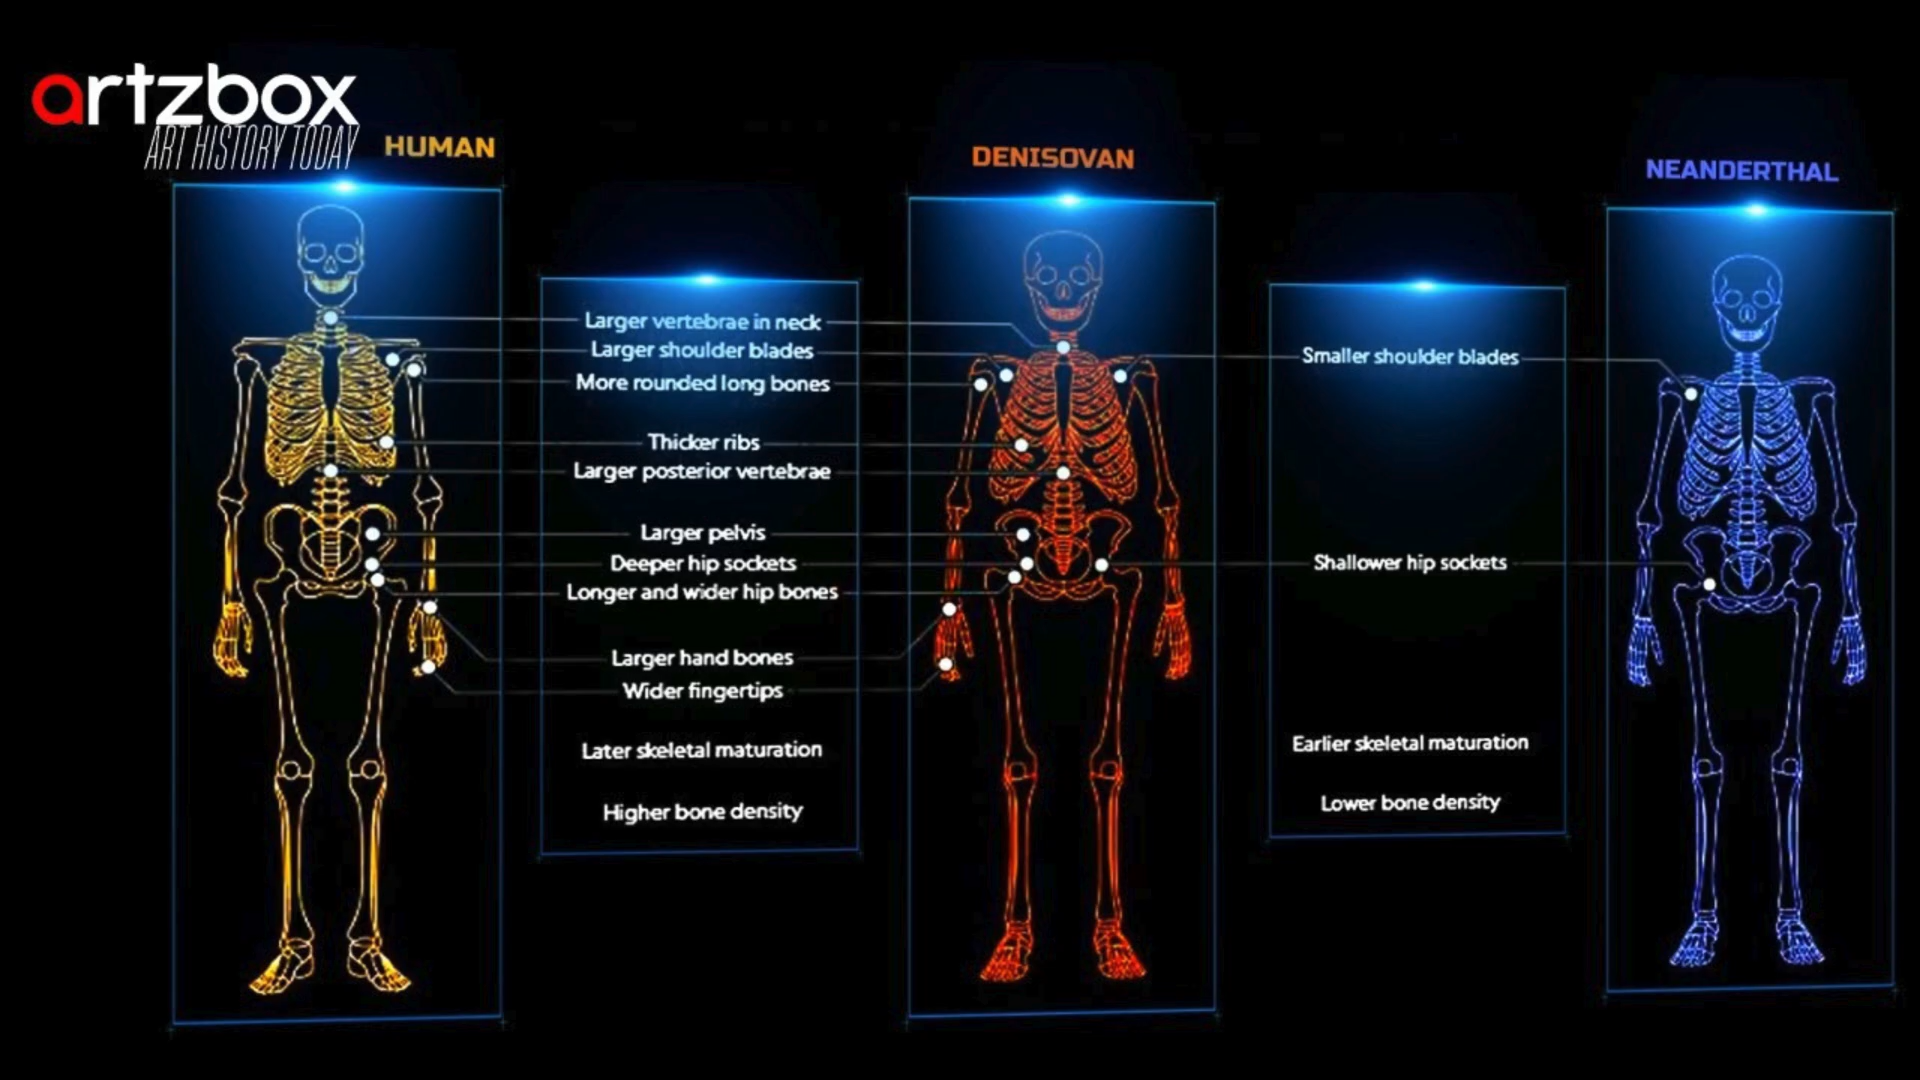 artzbox
ART HISTORY TODAY
HUMAN
DENISOVAN
NEANDERTHAL
Larger vertebrae in neck
Larger shoulder blades
More rounded long bones
Thicker ribs
Larger posterior vertebrae
Larger pelvis
Deeper hip sockets
Longer and wider hip bones
Larger hand bones
Wider fingertips
Later skeletal maturation
Higher bone density
Smaller shoulder blades
Shallower hip sockets
Earlier skeletal maturation
Lower bone density